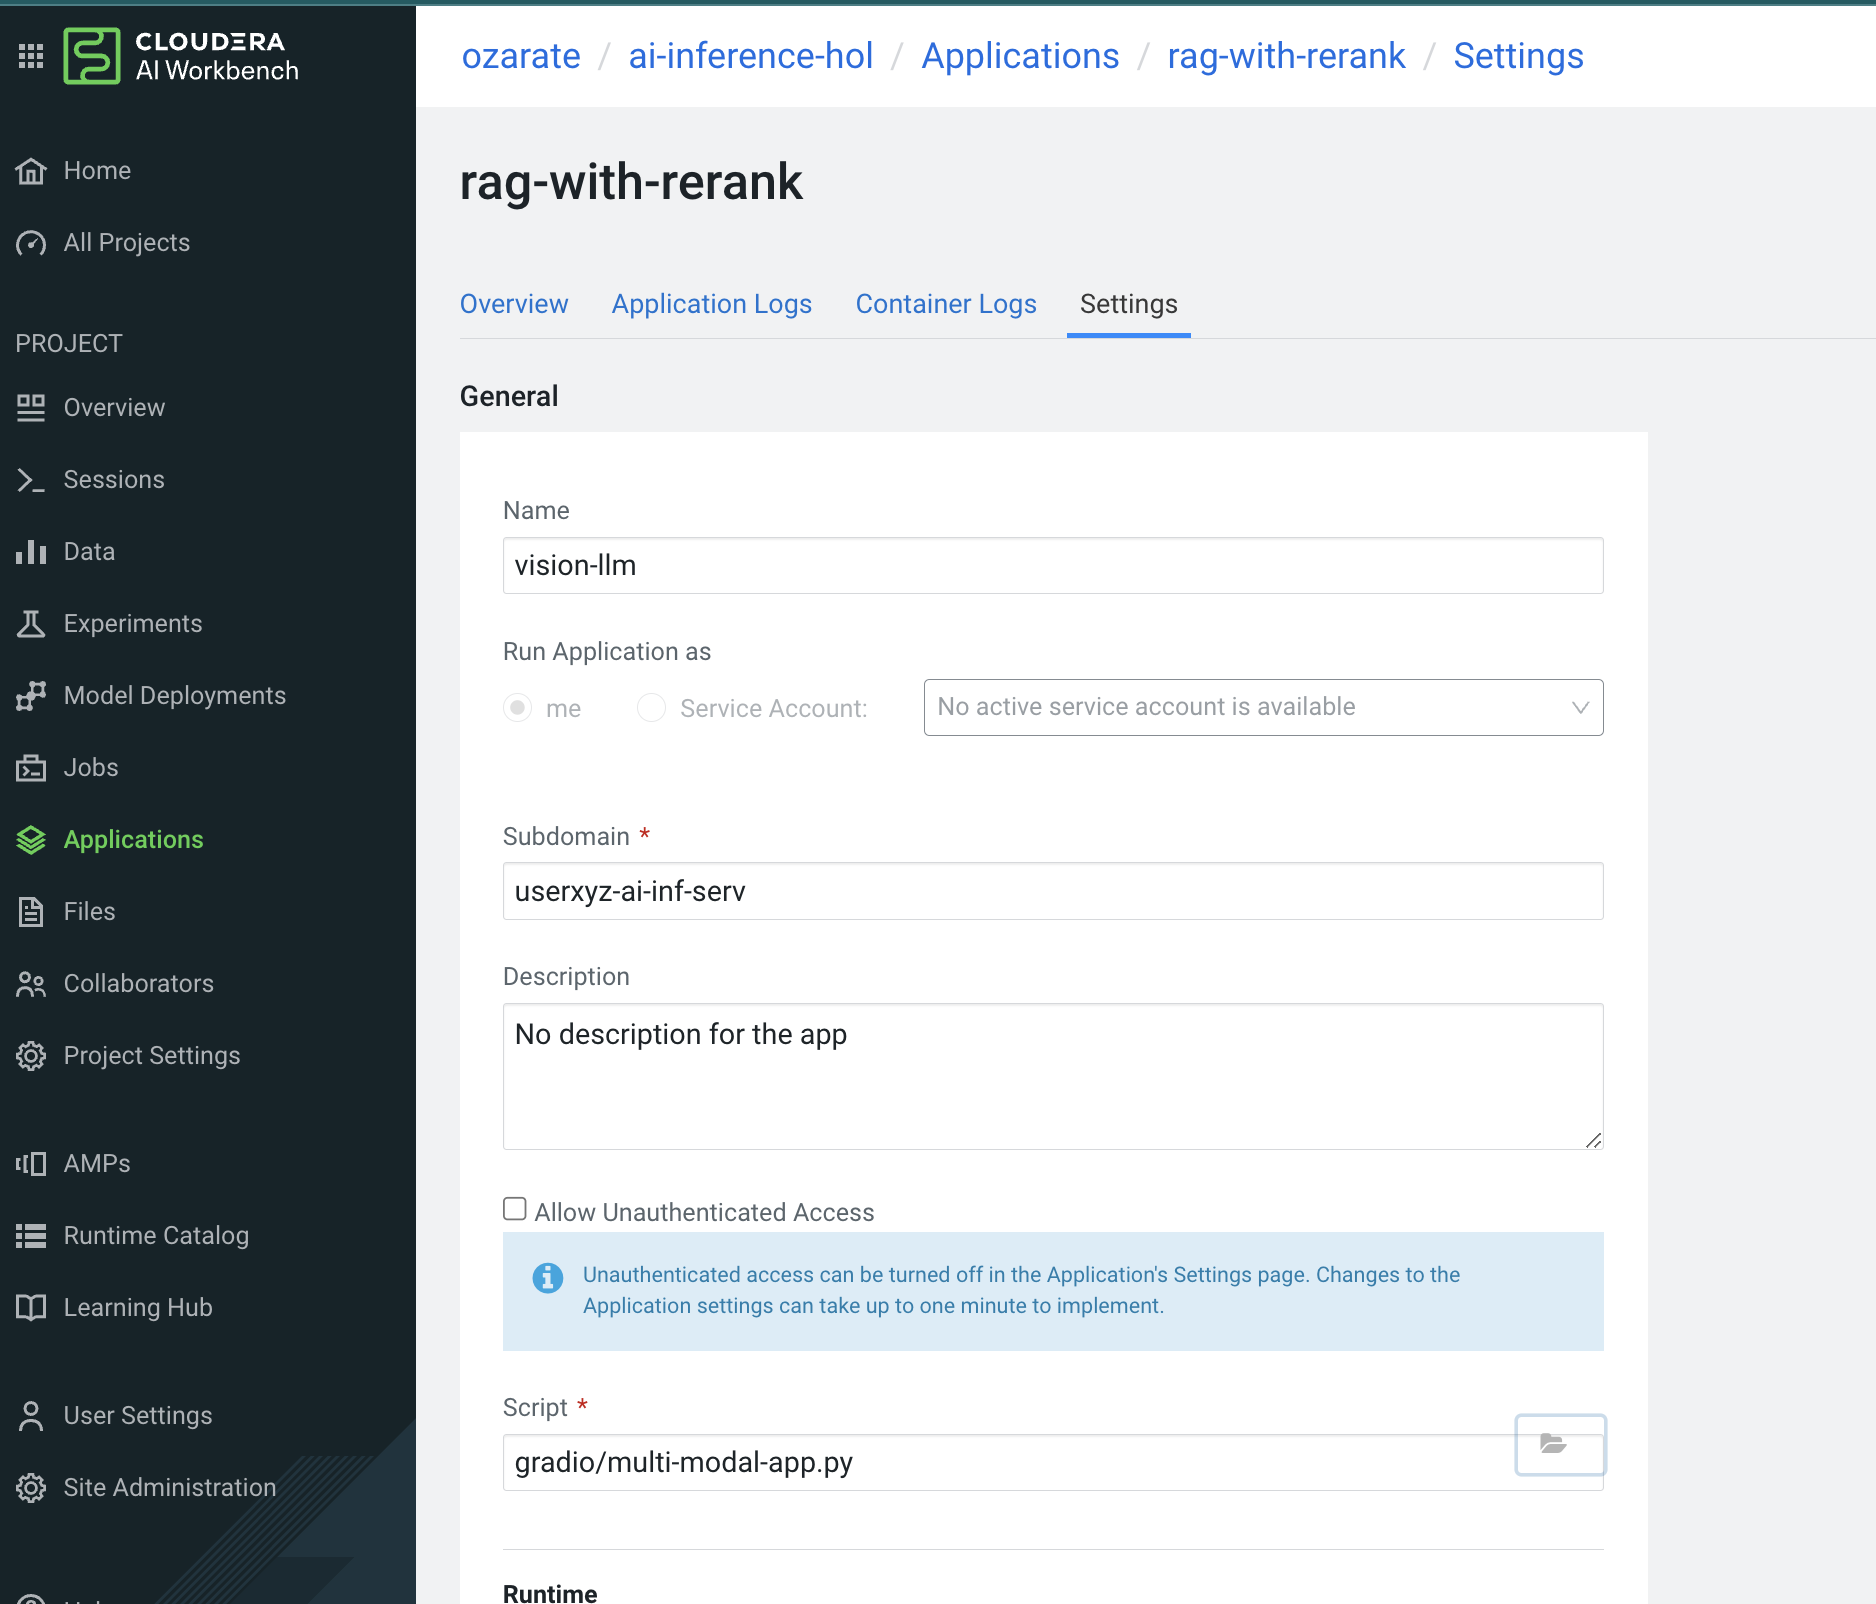 CLOUDERA
AI Workbench
Home
All Projects
PROJECT
Overview
Sessions
Data
Experiments
Model Deployments
Jobs
Applications
Files
Collaborators
Project Settings
AMPs
Runtime Catalog
Learning Hub
User Settings
Site Administration
ozarate / ai-inference-hol / Applications / rag-with-rerank / Settings
rag-with-rerank
Overview Application Logs Container Logs Settings
General
Name
vision-llm
Run Application as
me Service Account: No active service account is available
Subdomain *
userxyz-ai-inf-serv
Description
No description for the app
Allow Unauthenticated Access
Unauthenticated access can be turned off in the Application's Settings page. Changes to the
Application settings can take up to one minute to implement.
Script *
gradio/multi-modal-app.py
Runtime